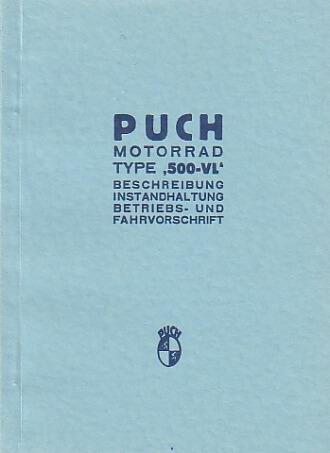 PUCH
MOTORRAD
TYPE ‚500-VL‘
BESCHREIBUNG
INSTANDHALTUNG
BETRIEBS- UND
FAHRVORSCHRIFT
PUCH